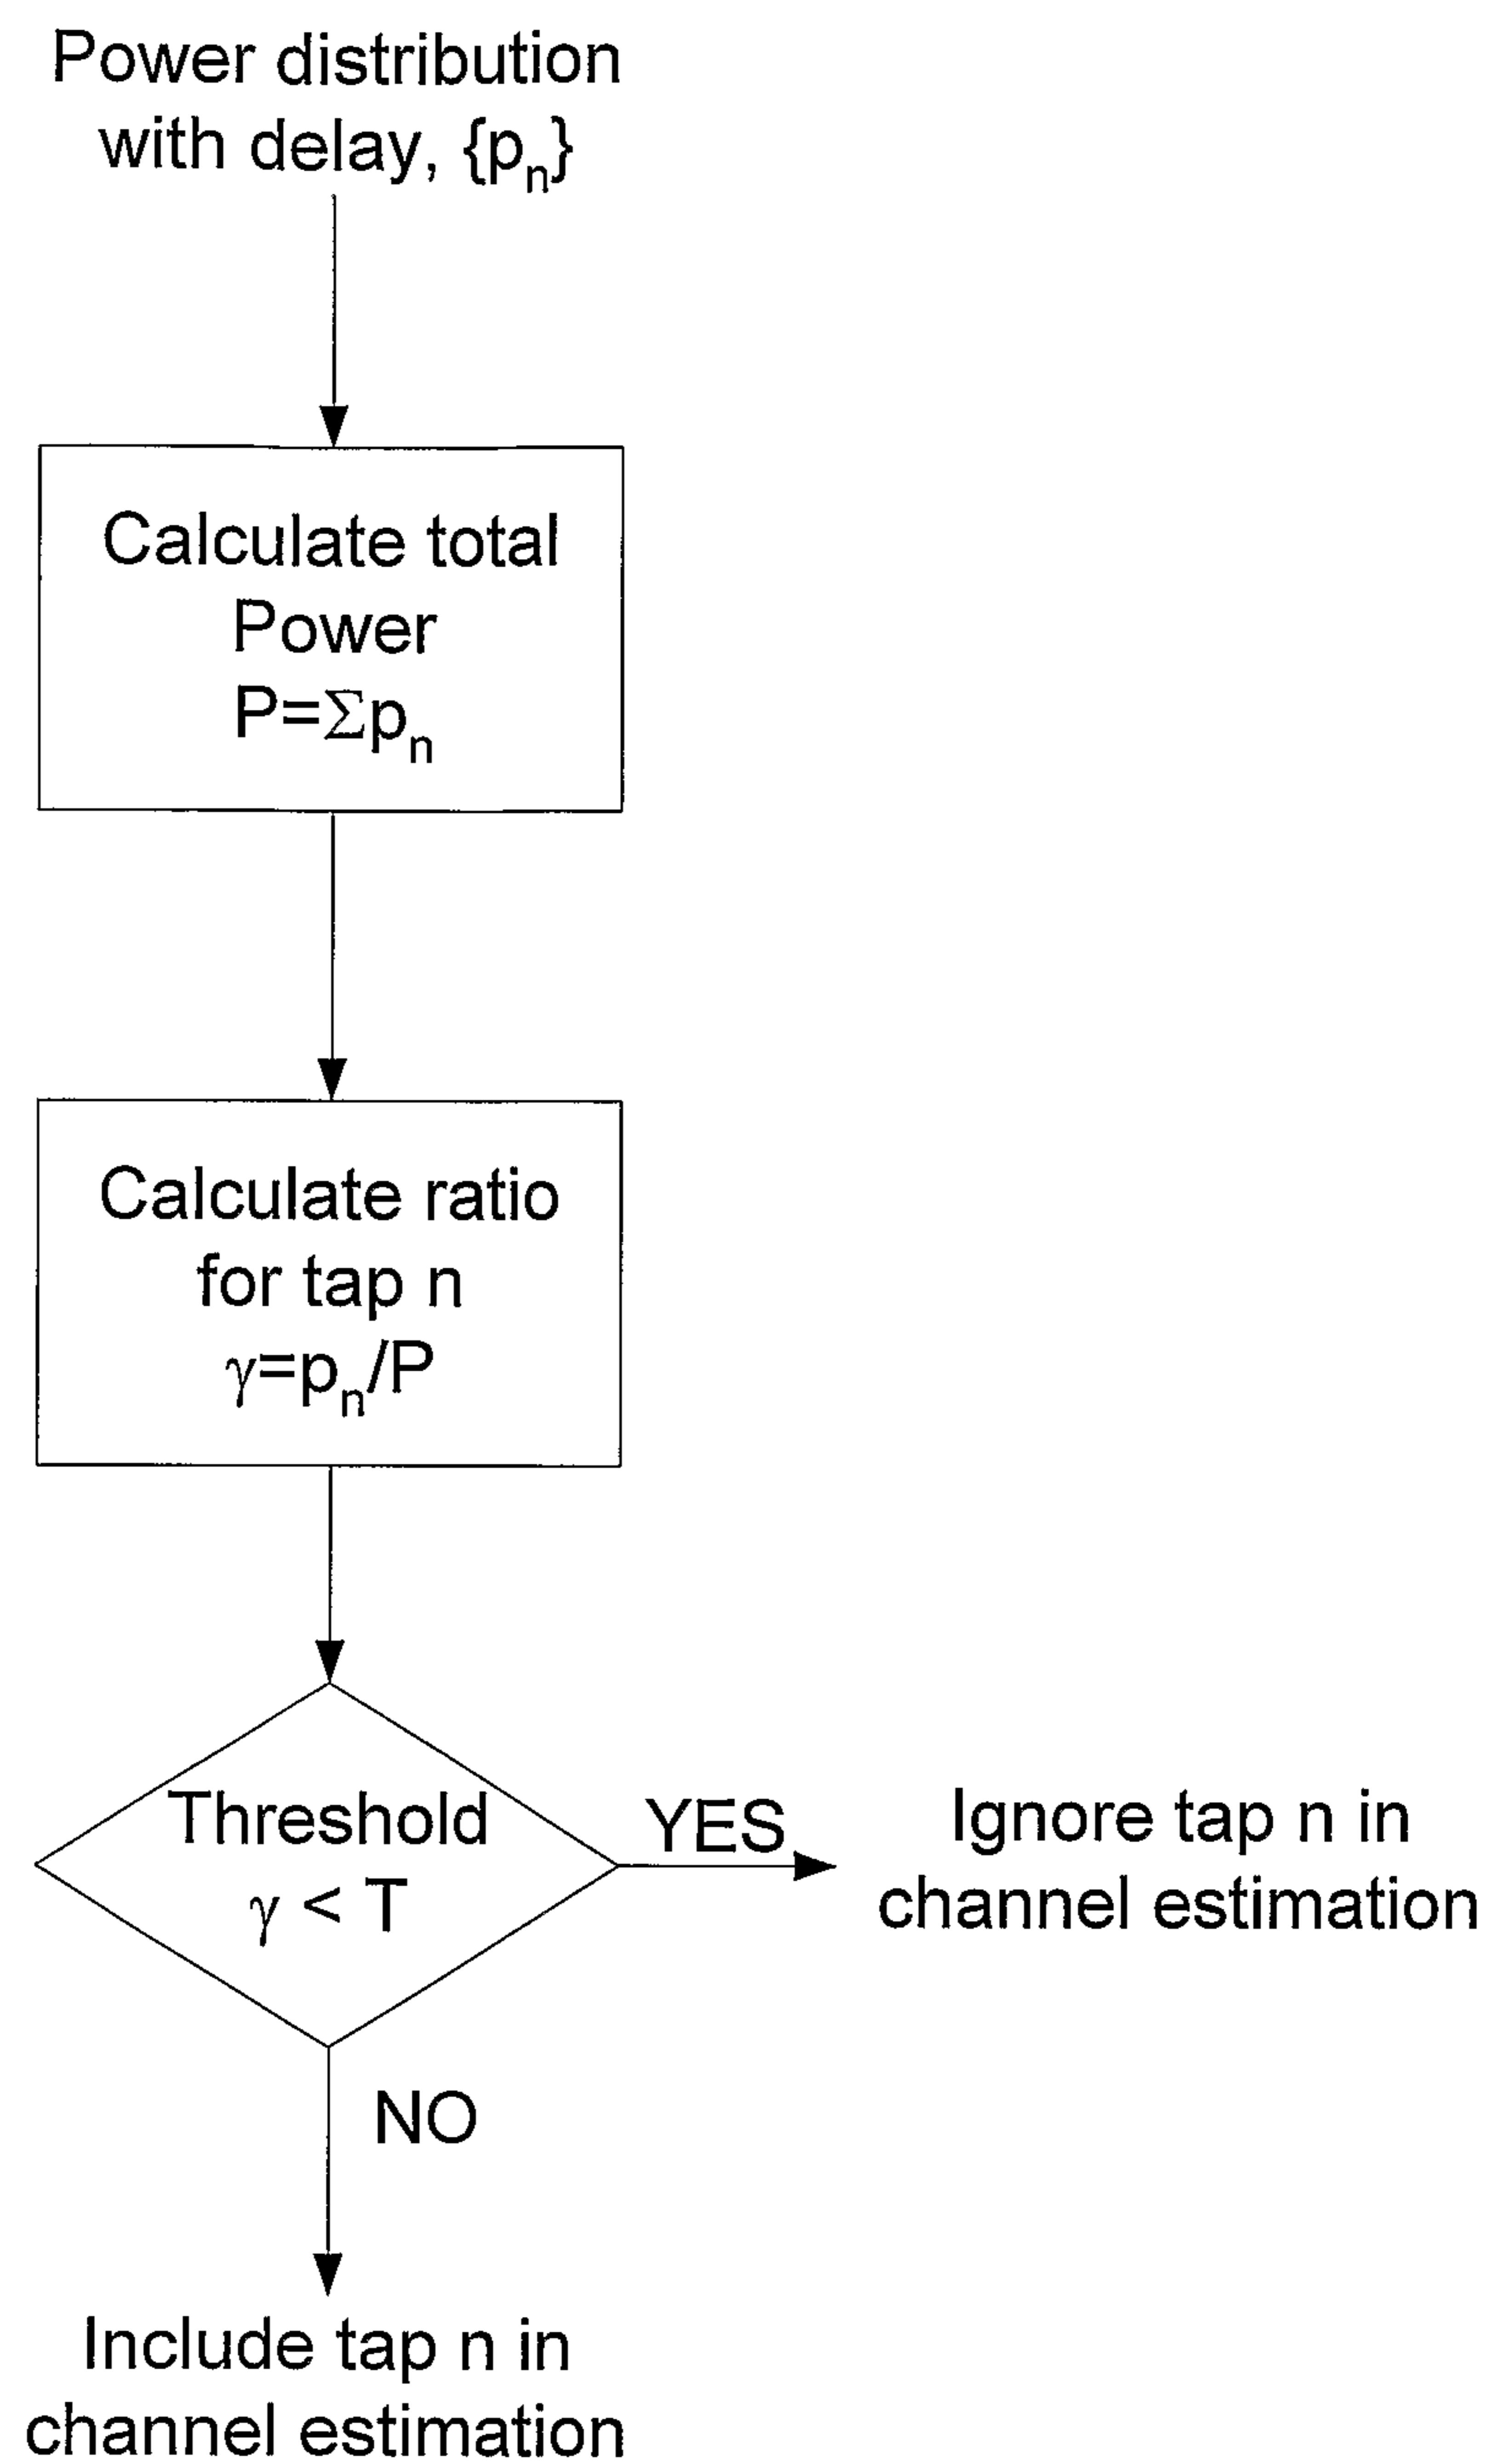 Power distribution
with delay, {pn}
Calculate total
Power
P=Σpn
Calculate ratio
for tap n
γ=pn/P
Threshold
γ < T
YES
Ignore tap n in
channel estimation
NO
Include tap n in
channel estimation